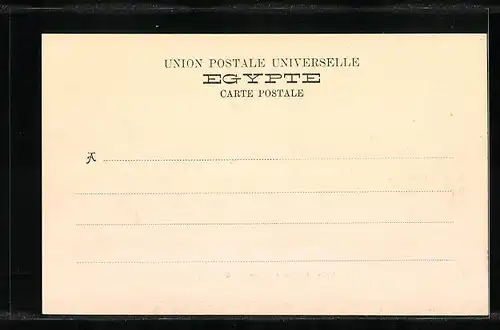 UNION POSTALE UNIVERSELLE
EGYPTE
CARTE POSTALE
A